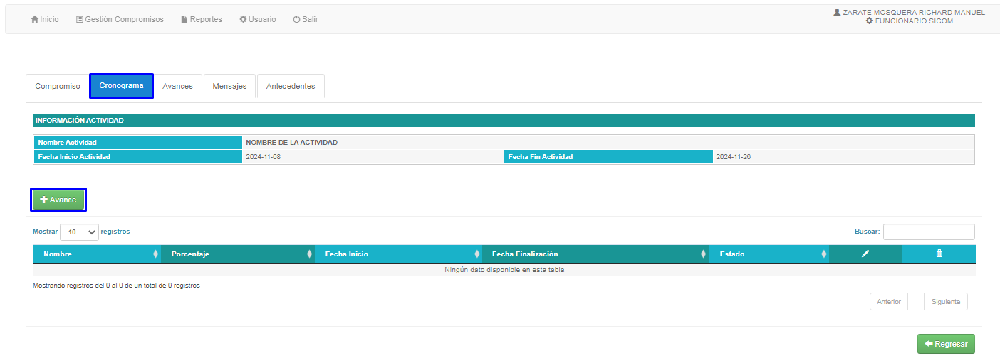 Inicio Gestión Compromisos Reportes Usuario Salir
ZARATE MOSQUERA RICHARD MANUEL
FUNCIONARIO SICOM
Compromiso Cronograma Avances Mensajes Antecedentes
INFORMACIÓN ACTIVIDAD
Nombre Actividad NOMBRE DE LA ACTIVIDAD
Fecha Inicio Actividad 2024-11-08 Fecha Fin Actividad 2024-11-26
Avance
Mostrar 10 registros Buscar:
Nombre Porcentaje Fecha Inicio Fecha Finalización Estado
Ningún dato disponible en esta tabla
Mostrando registros del 0 al 0 de un total de 0 registros
Anterior Siguiente
Regresar